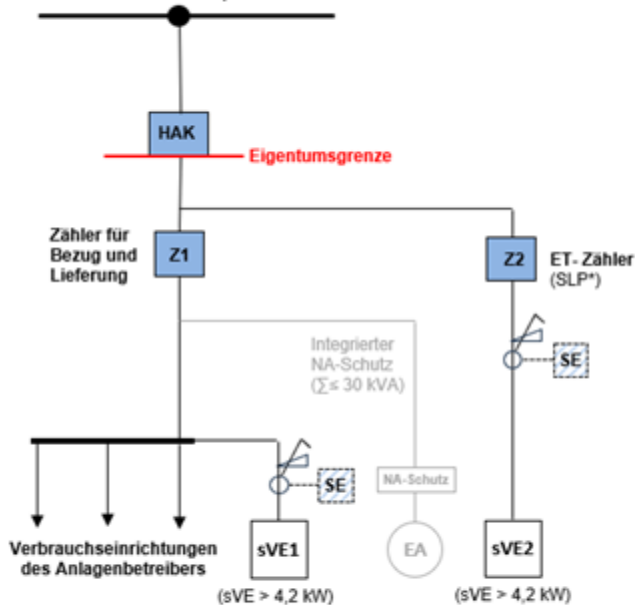 HAK
Eigentumsgrenze
Zähler für
Bezug und
Lieferung
Z1
Z2
ET- Zähler
(SLP*)
Integrierter
NA-Schutz
(∑≤ 30 kVA)
SE
SE
NA-Schutz
Verbrauchseinrichtungen
des Anlagenbetreibers
sVE1
(sVE > 4,2 kW)
EA
sVE2
(sVE > 4,2 kW)